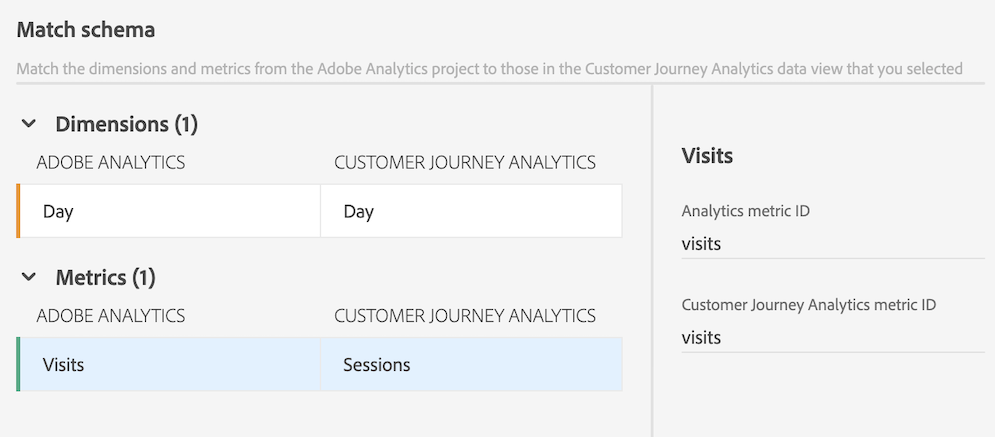 Match schema
Match the dimensions and metrics from the Adobe Analytics project to those in the Customer Journey Analytics data view that you selected
Dimensions (1)
ADOBE ANALYTICS CUSTOMER JOURNEY ANALYTICS
Day Day
Metrics (1)
ADOBE ANALYTICS CUSTOMER JOURNEY ANALYTICS
Visits Sessions
Visits
Analytics metric ID
visits
Customer Journey Analytics metric ID
visits